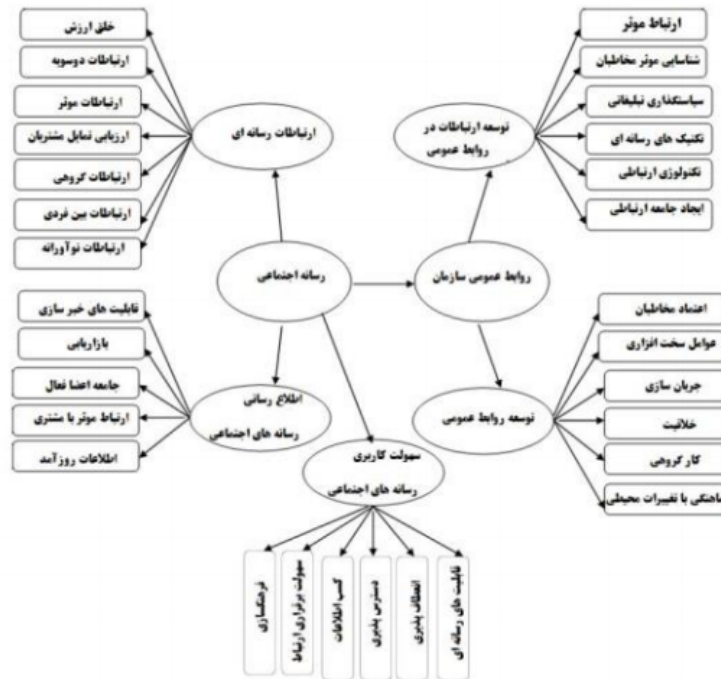 ارتباط موثر
شناسایی موثر مخاطبان
سیاستگذاری تبلیغاتی
تکنیک های رسانه ای
تکنولوژی ارتباطی
ایجاد جامعه ارتباطی
توسعه ارتباطات در
روابط عمومی
ارتباطات رسانه ای
خلق ارزش
ارتباطات دوسویه
ارتباطات موثر
ارزیابی تمایل مشتریان
ارتباطات گروهی
ارتباطات بین فردی
ارتباطات نوآورانه
روابط عمومی سازمان
رسانه اجتماعی
اعتماد مخاطبان
عوامل سخت افزاری
جریان سازی
خلاقیت
کار گروهی
ماهنگی با تغییرات محیطی
توسعه روابط عمومی
اطلاع رسانی
رسانه های اجتماعی
قابلیت های خبر سازی
بازاریابی
جامعه اعضا فعال
ارتباط موثر با مشتری
اطلاعات روزآمد
سهولت کاربری
رسانه های اجتماعی
قابلیت های رسانه ای
انعطاف پذیری
دسترس پذیری
کسب اطلاعات
سهولت برقراری ارتباط
فرهنگسازی